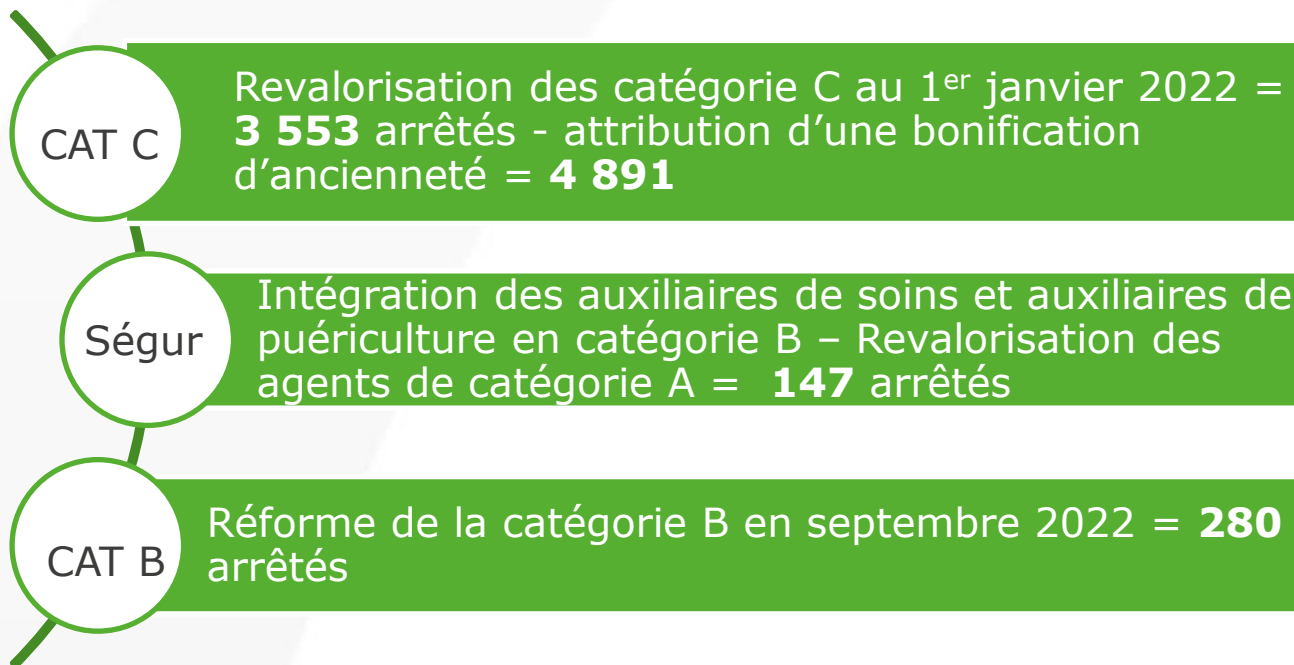 CAT C
Revalorisation des catégorie C au 1er janvier 2022 =
3 553 arrêtés - attribution d’une bonification
d’ancienneté = 4 891
Ségur
Intégration des auxiliaires de soins et auxiliaires de
puériculture en catégorie B – Revalorisation des
agents de catégorie A = 147 arrêtés
CAT B
Réforme de la catégorie B en septembre 2022 = 280
arrêtés